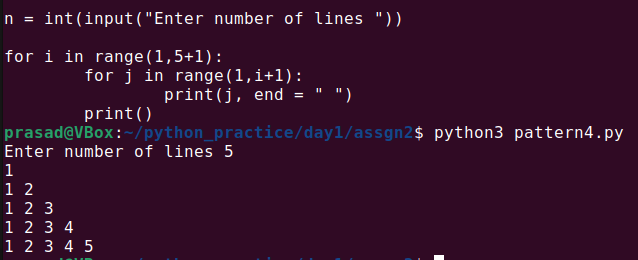 n = int(input("Enter number of lines "))

for i in range(1,5+1):
        for j in range(1,i+1):
                print(j, end = " ")
        print()
prasad@VBox:~/python_practice/day1/assgn2$ python3 pattern4.py
Enter number of lines 5
1
1 2
1 2 3
1 2 3 4
1 2 3 4 5